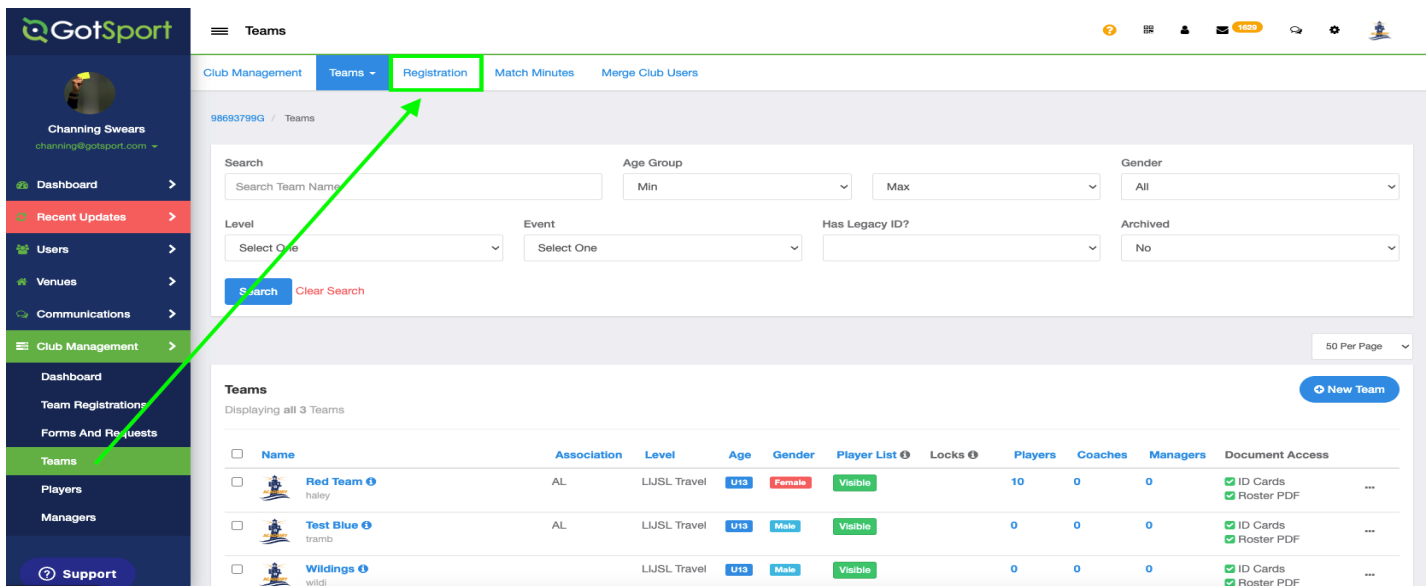 GotSport
Teams
1629
Club Management Teams Registration Match Minutes Merge Club Users
98693799G / Teams
Channing Swears
channing@gotsport.com
Dashboard
Recent Updates
Users
Venues
Communications
Club Management
Dashboard
Team Registrations
Forms And Requests
Teams
Players
Managers
Support
Search Age Group Gender
Search Team Name Min Max All
Level Event Has Legacy ID? Archived
Select One Select One No
Search Clear Search
50 Per Page
Teams
New Team
Displaying all 3 Teams
Name Association Level Age Gender Player List Locks Players Coaches Managers Document Access
Red Team AL LIJSL Travel U13 Female Visible 10 0 0 ID Cards
haley Roster PDF
Test Blue AL LIJSL Travel U13 Male Visible 0 0 0 ID Cards
tramb Roster PDF
Wildings LIJSL Travel U13 Male Visible 0 0 0 ID Cards
wildi Roster PDF